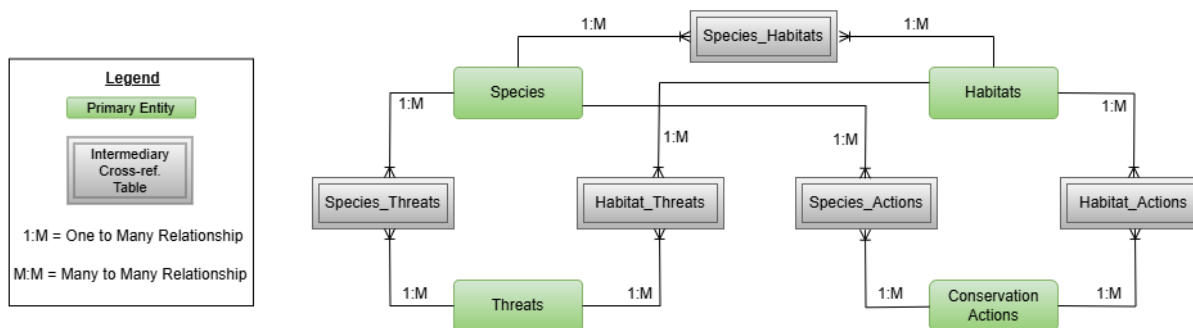 1:M
Species_Habitats
1:M
Legend
Primary Entity
Intermediary
Cross-ref.
Table
1:M = One to Many Relationship
M:M = Many to Many Relationship
Species
Habitats
1:M
1:M
1:M
1:M
Species_Threats
Habitat_Threats
Species_Actions
Habitat_Actions
1:M
Threats
1:M
1:M
Conservation
Actions
1:M